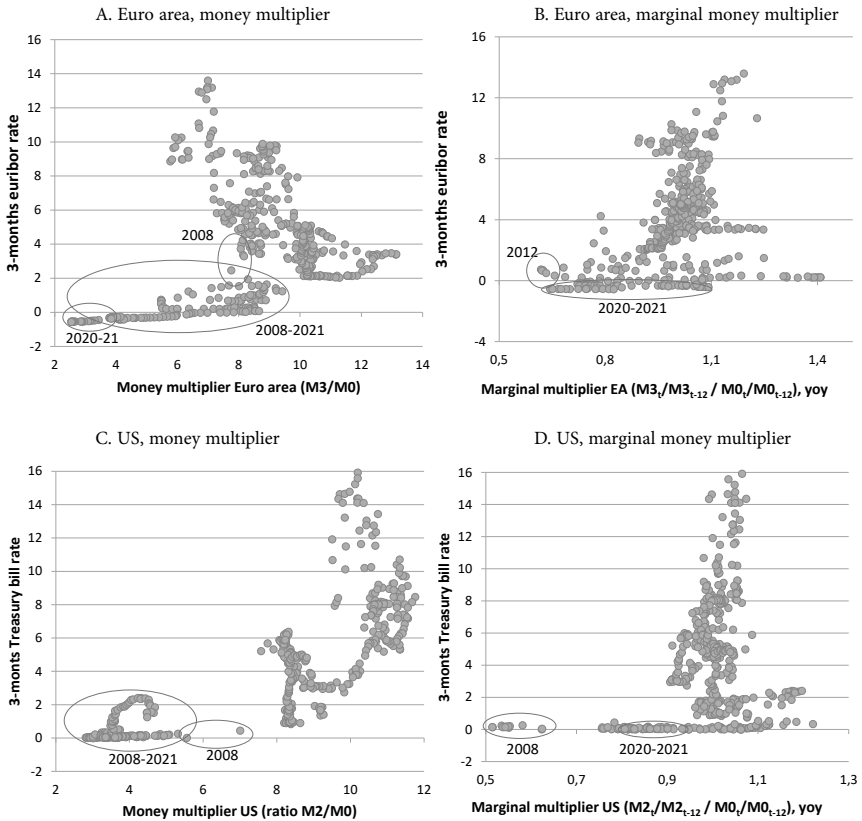 A. Euro area, money multiplier
3-months euribor rate
16
14
12
10
8
6
4
2
0
-2
2008
2020-21
2008-2021
2 4 6 8 10 12 14
Money multiplier Euro area (M3/M0)
B. Euro area, marginal money multiplier
3-months euribor rate
16
12
8
4
0
-4
2012
2020-2021
0,5 0,8 1,1 1,4
Marginal multiplier EA (M3t/M3t-12 / M0t/M0t-12), yoy
C. US, money multiplier
3-monts Treasury bill rate
16
14
12
10
8
6
4
2
0
-2
2008-2021
2008
2 4 6 8 10 12
Money multiplier US (ratio M2/M0)
D. US, marginal money multiplier
3-monts Treasury bill rate
16
14
12
10
8
6
4
2
0
-2
2008
2020-2021
0,5 0,7 0,9 1,1 1,3
Marginal multiplier US (M2t/M2t-12 / M0t/M0t-12), yoy